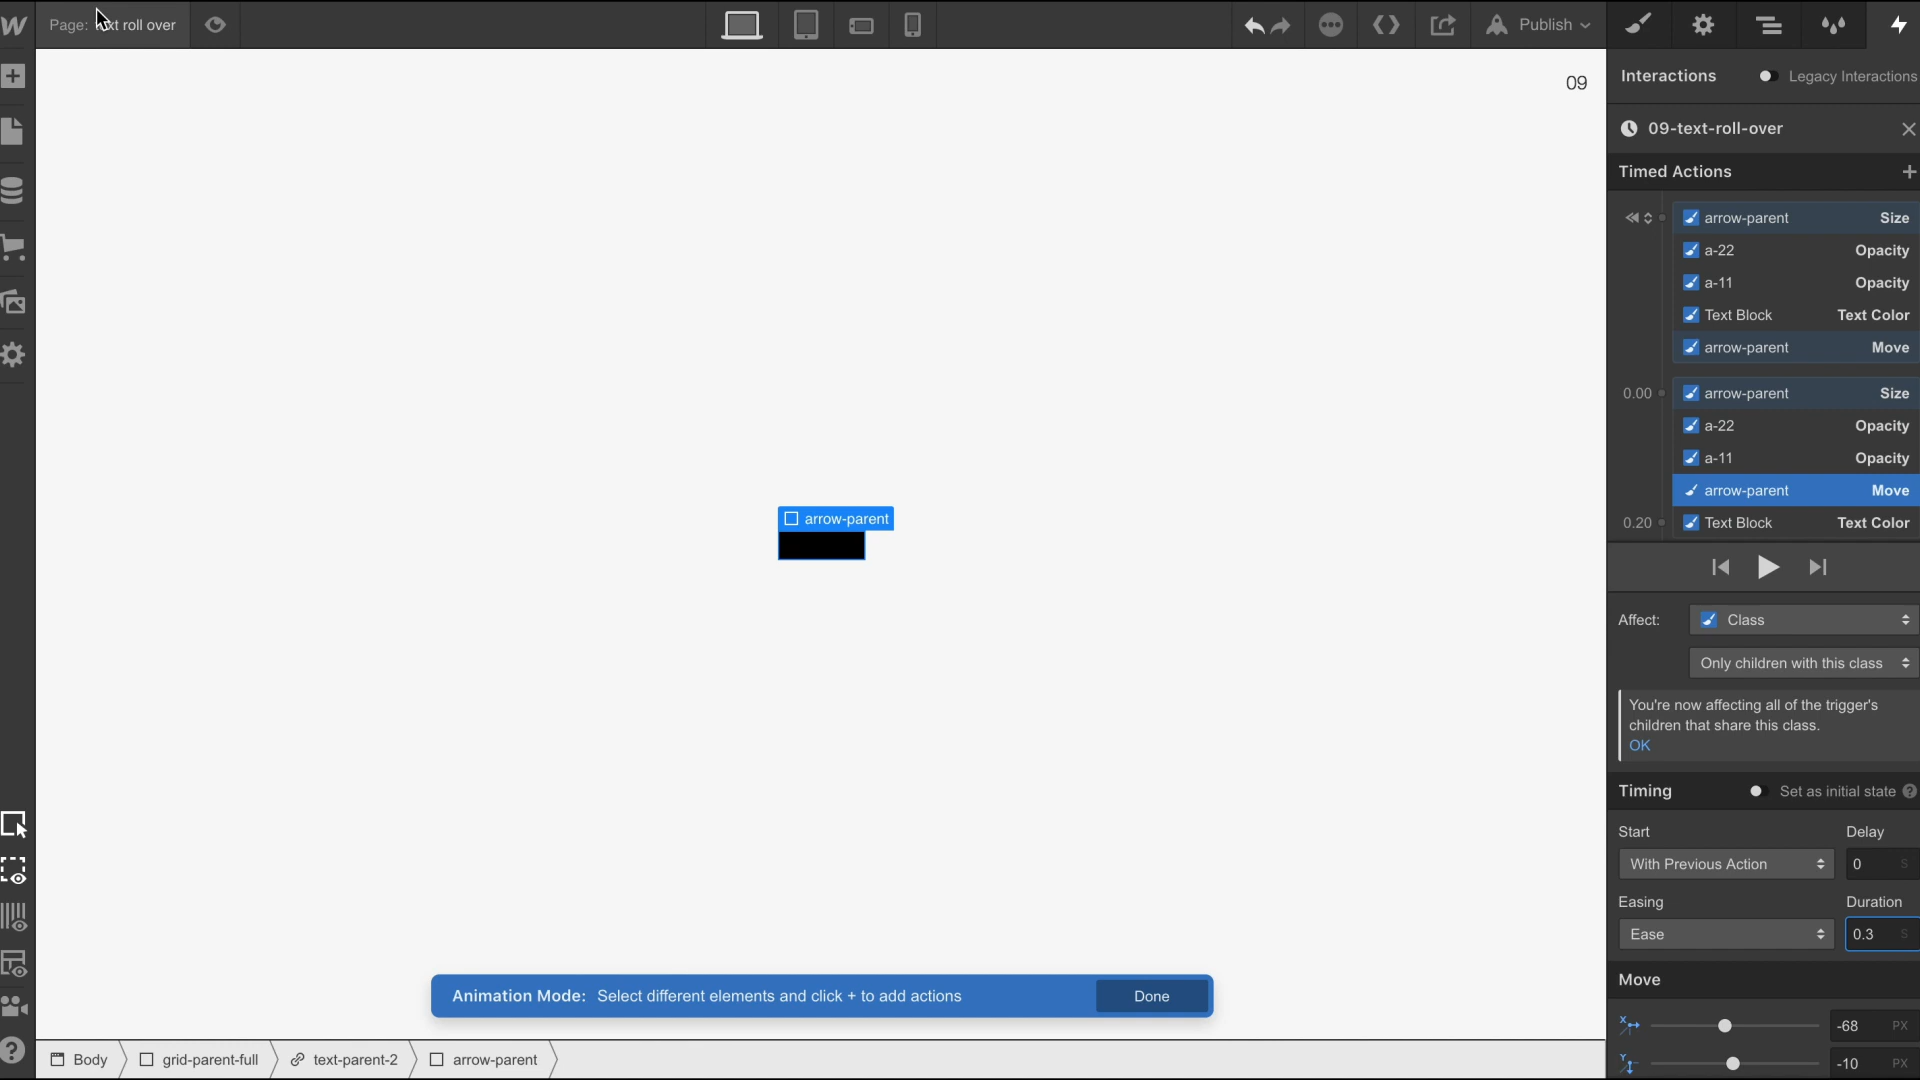 Page: text roll over
Publish
09
arrow-parent
Animation Mode: Select different elements and click + to add actions
Done
Body
grid-parent-full
text-parent-2
arrow-parent
Interactions
Legacy Interactions
09-text-roll-over
Timed Actions
arrow-parent Size
a-22 Opacity
a-11 Opacity
Text Block Text Color
arrow-parent Move
0.00 arrow-parent Size
a-22 Opacity
a-11 Opacity
arrow-parent Move
0.20 Text Block Text Color
Affect: Class
Only children with this class
You're now affecting all of the trigger's
children that share this class.
OK
Timing Set as initial state
Start Delay
With Previous Action 0 S
Easing Duration
Ease 0.3 S
Move
X -68 PX
Y -10 PX